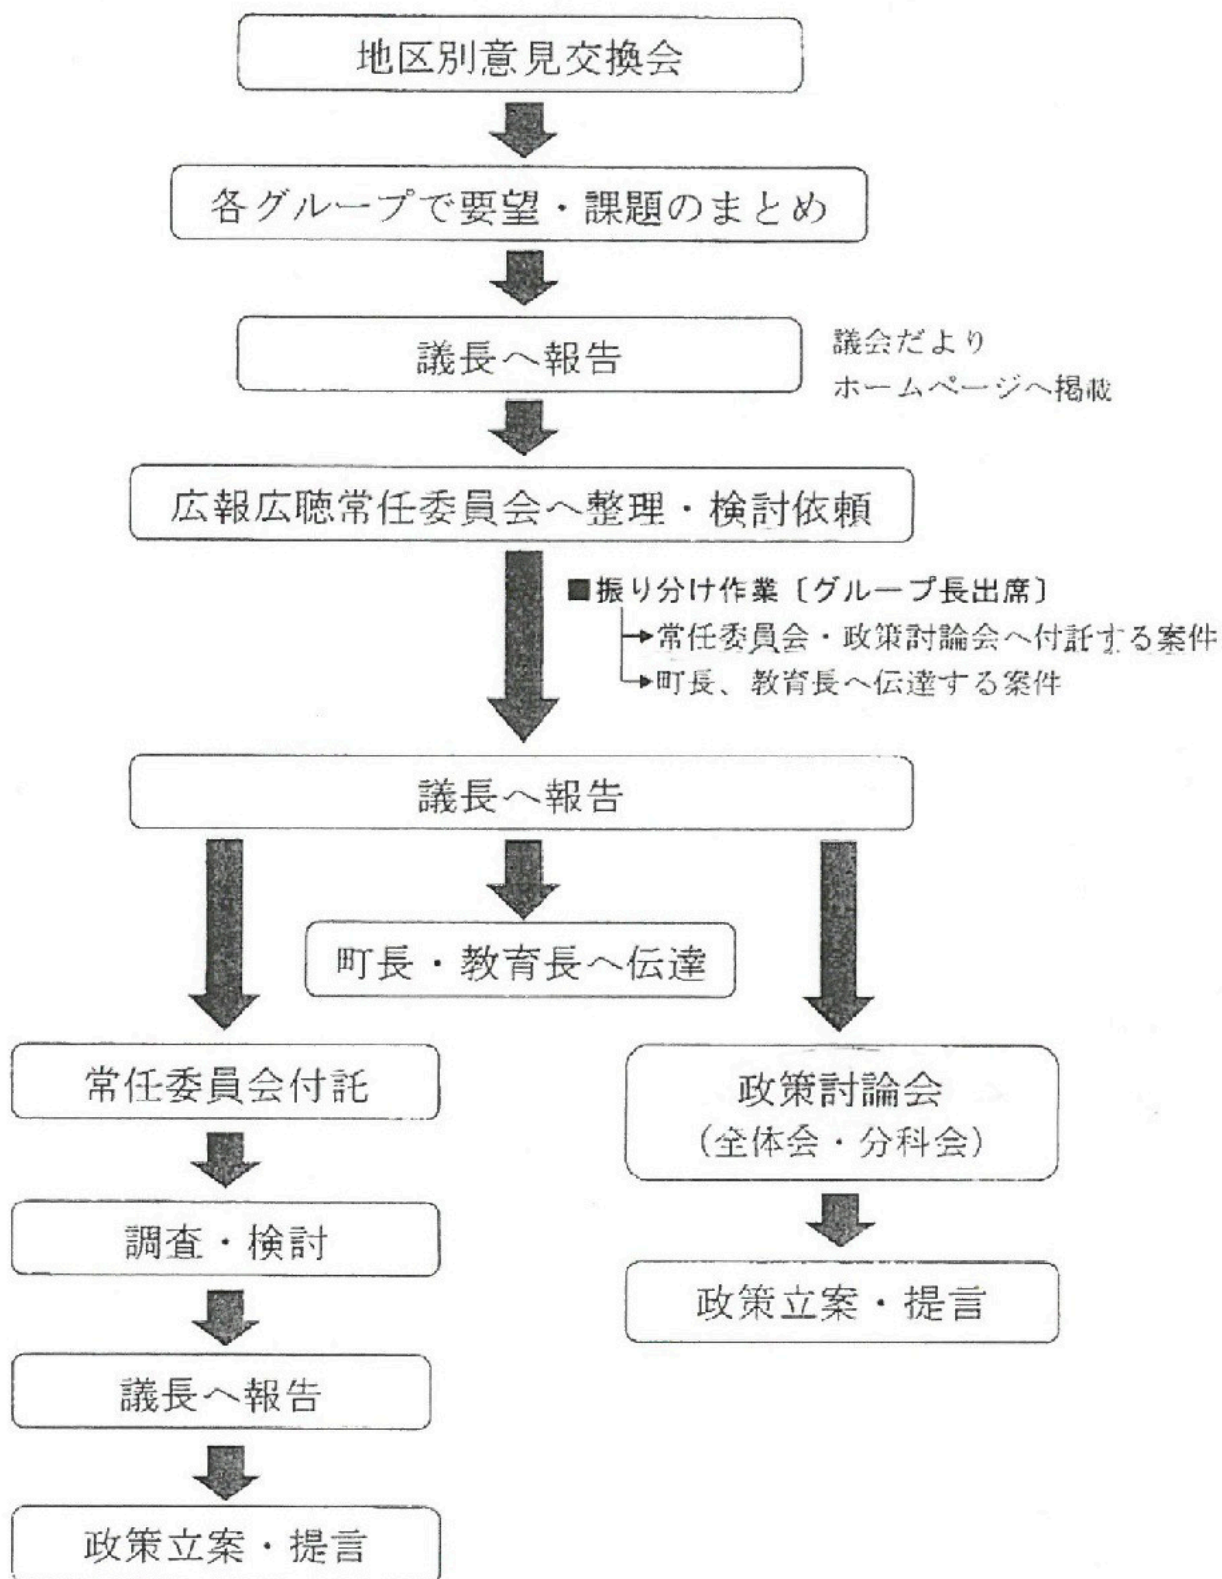 地区別意見交換会
各グループで要望・課題のまとめ
議長へ報告
議会だより
ホームページへ掲載
広報広聴常任委員会へ整理・検討依頼
■振り分け作業〔グループ長出席〕
常任委員会・政策討論会へ付託する案件
町長、教育長へ伝達する案件
議長へ報告
町長・教育長へ伝達
常任委員会付託
政策討論会
(全体会・分科会)
調査・検討
政策立案・提言
議長へ報告
政策立案・提言